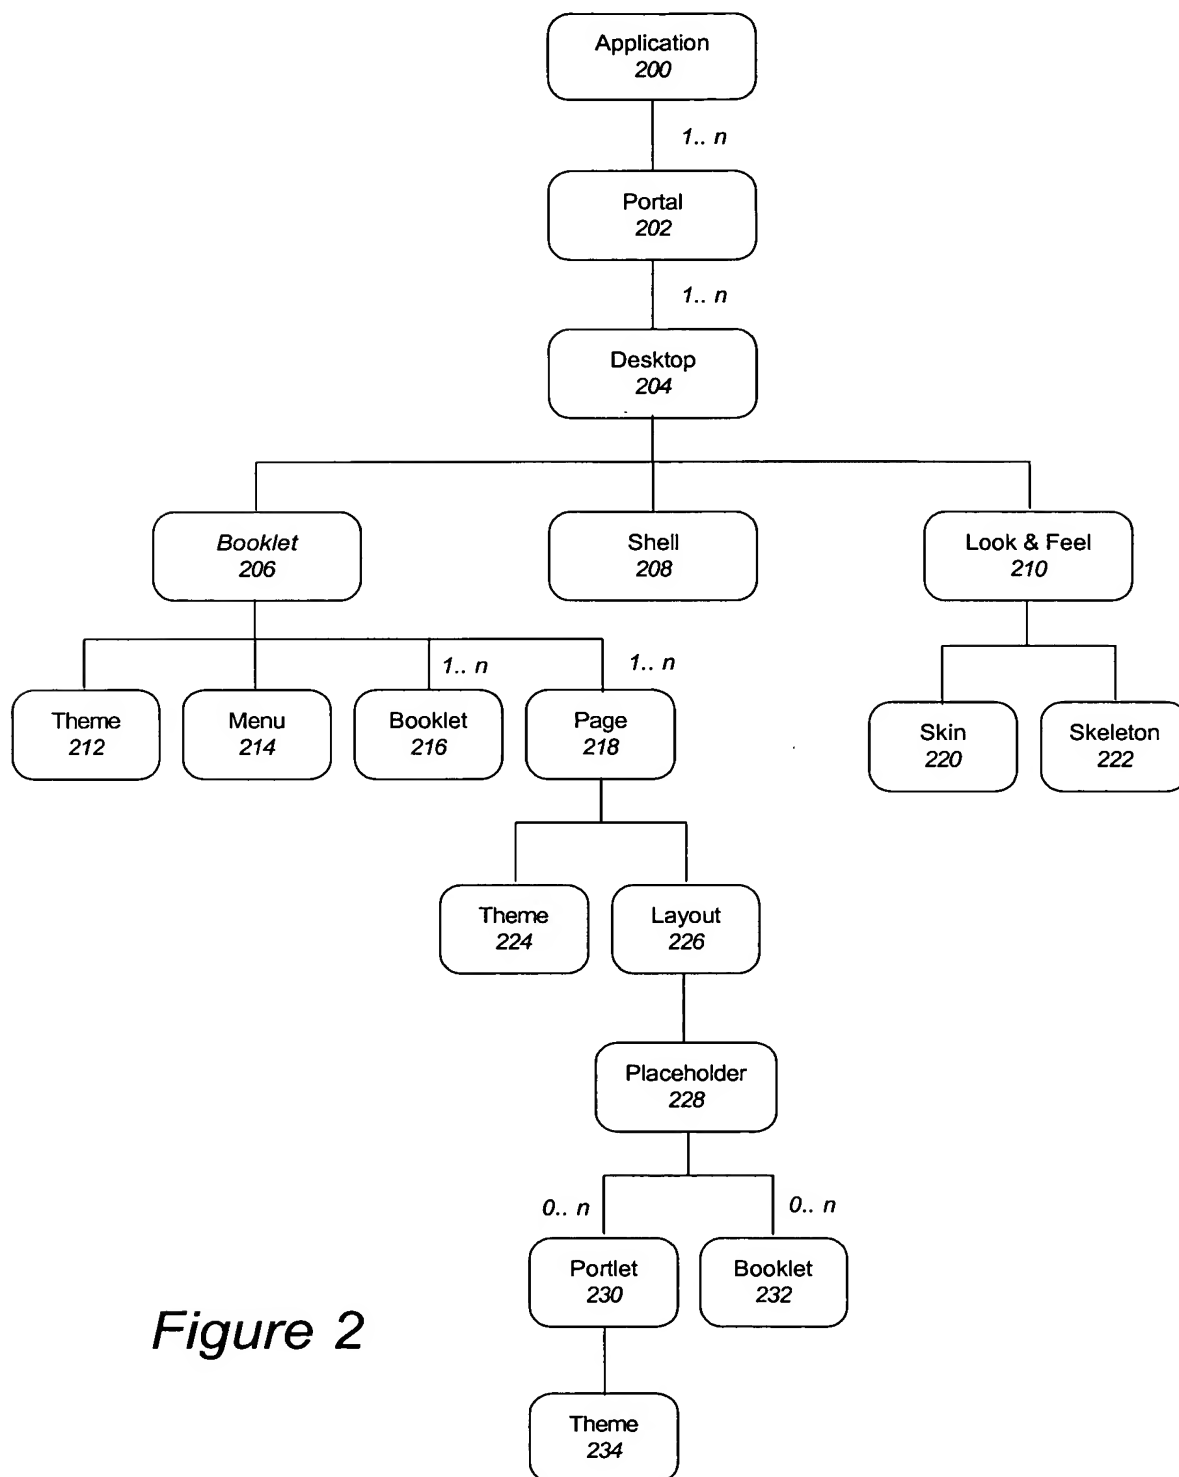 Application
200
1.. n
Portal
202
1.. n
Desktop
204
Booklet
206
Shell
208
Look & Feel
210
1.. n
1.. n
Theme
212
Menu
214
Booklet
216
Page
218
Skin
220
Skeleton
222
Theme
224
Layout
226
Placeholder
228
0.. n
0.. n
Portlet
230
Booklet
232
Figure 2
Theme
234